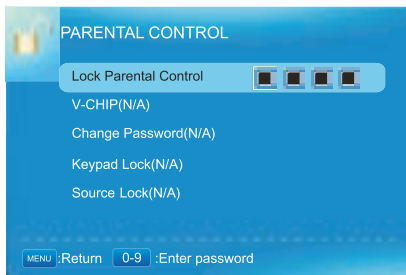 PARENTAL CONTROL
Lock Parental Control
V-CHIP(N/A)
Change Password(N/A)
Keypad Lock(N/A)
Source Lock(N/A)
MENU :Return 0-9 :Enter password